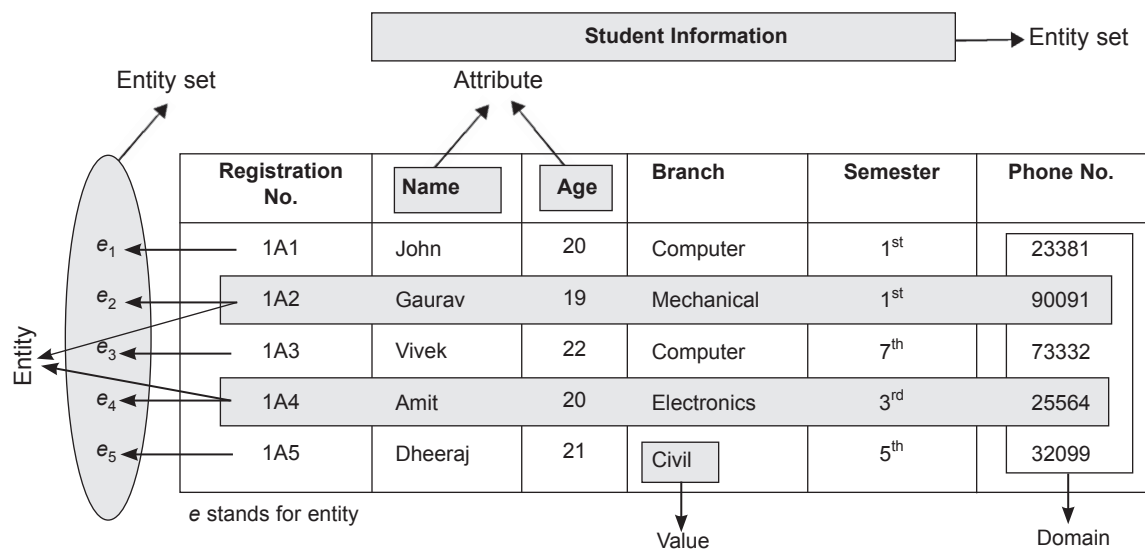 Student Information
Entity set
Entity set
Attribute
Registration No. Name Age Branch Semester Phone No.
e1 1A1 John 20 Computer 1st 23381
e2 1A2 Gaurav 19 Mechanical 1st 90091
e3 1A3 Vivek 22 Computer 7th 73332
e4 1A4 Amit 20 Electronics 3rd 25564
e5 1A5 Dheeraj 21 Civil 5th 32099
Entity
e stands for entity
Value
Domain